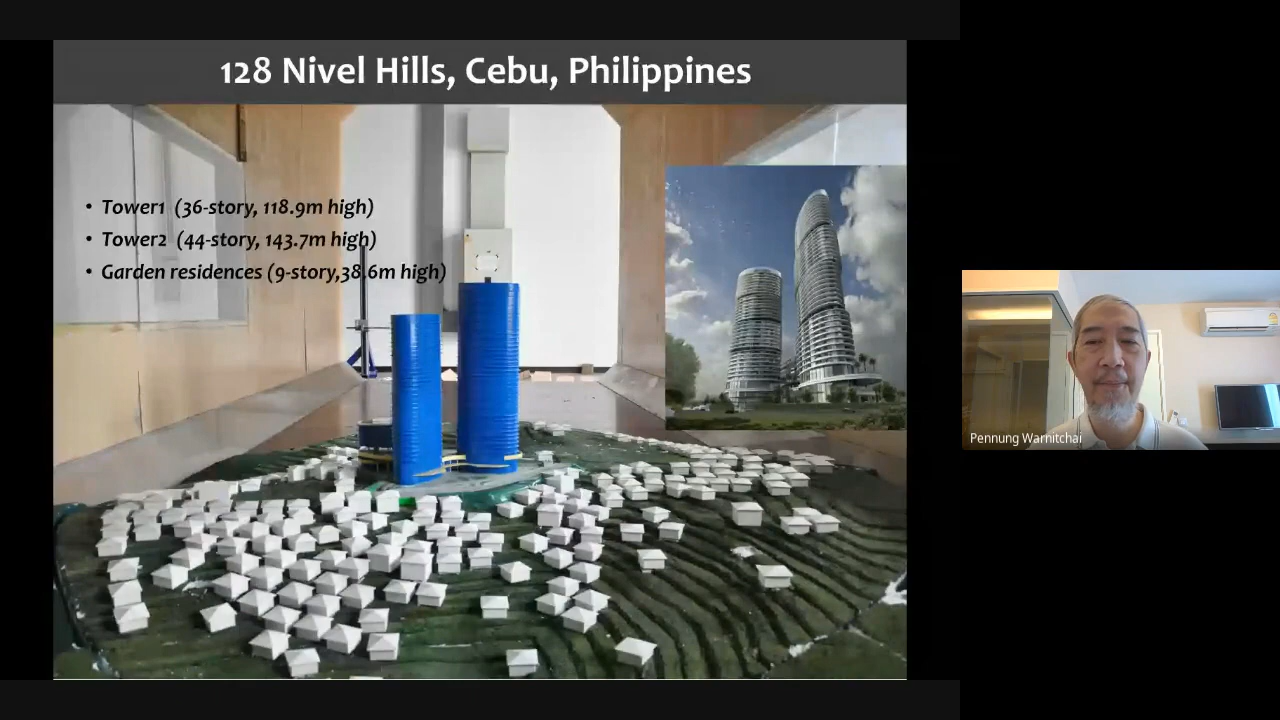 128 Nivel Hills, Cebu, Philippines
• Tower1 (36-story, 118.9m high)
• Tower2 (44-story, 143.7m high)
• Garden residences (9-story,38.6m high)
Pennung Warnitchai